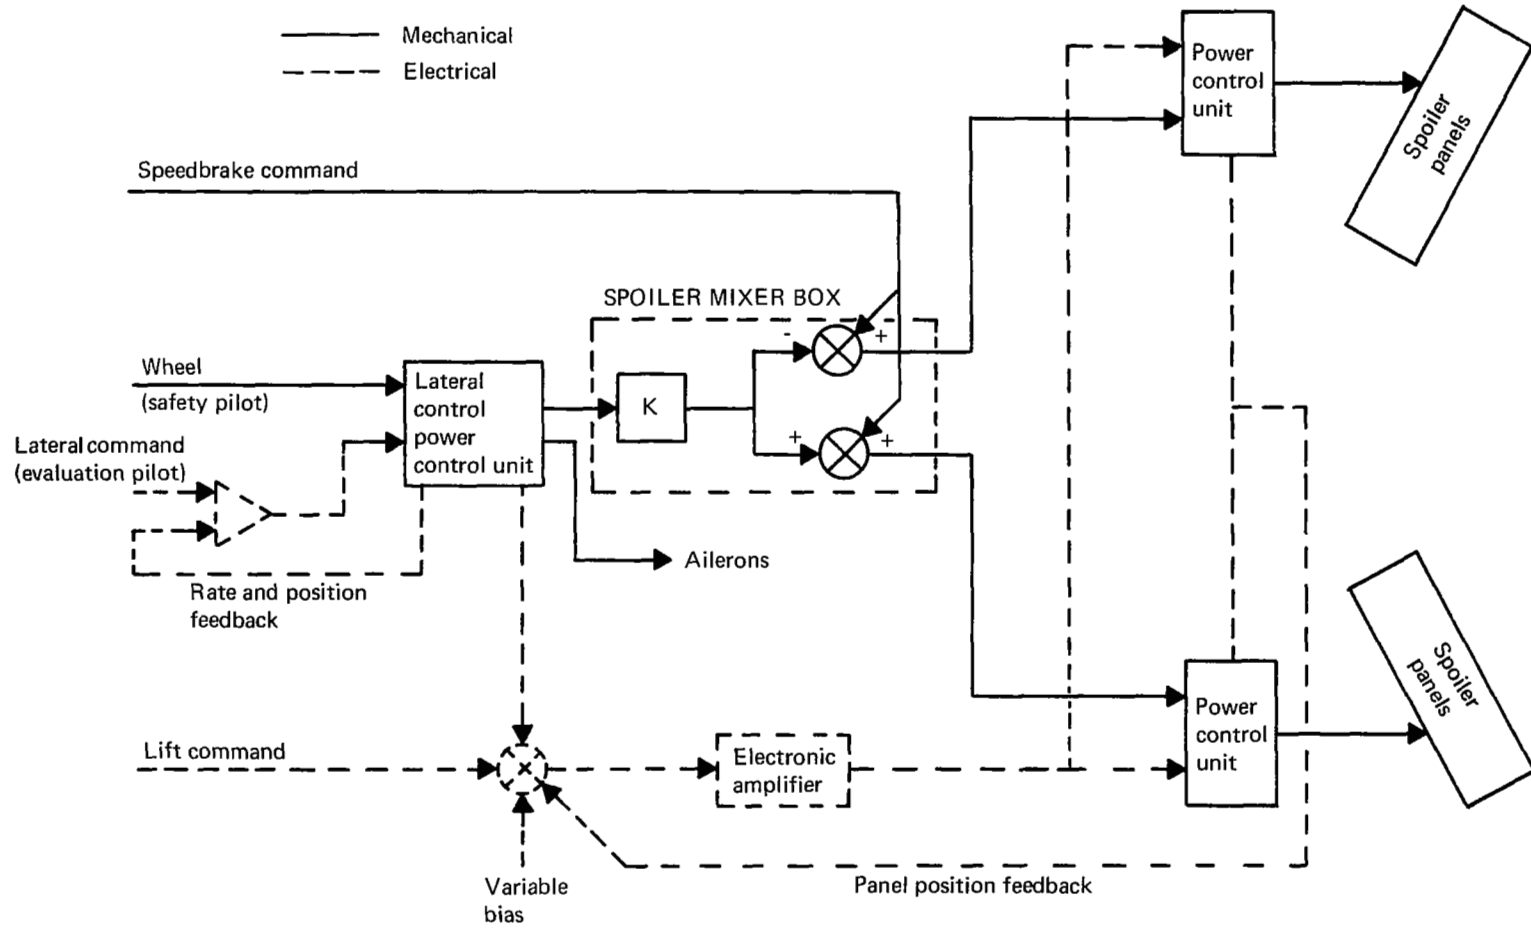 Mechanical
Electrical
Power
control
unit
Spoiler
panels
Speedbrake command
SPOILER MIXER BOX
-
+
Wheel
(safety pilot)
Lateral
control
power
control unit
K
+
+
Lateral command
(evaluation pilot)
Ailerons
Rate and position
feedback
Spoiler
panels
Power
control
unit
Lift command
Electronic
amplifier
Variable
bias
Panel position feedback